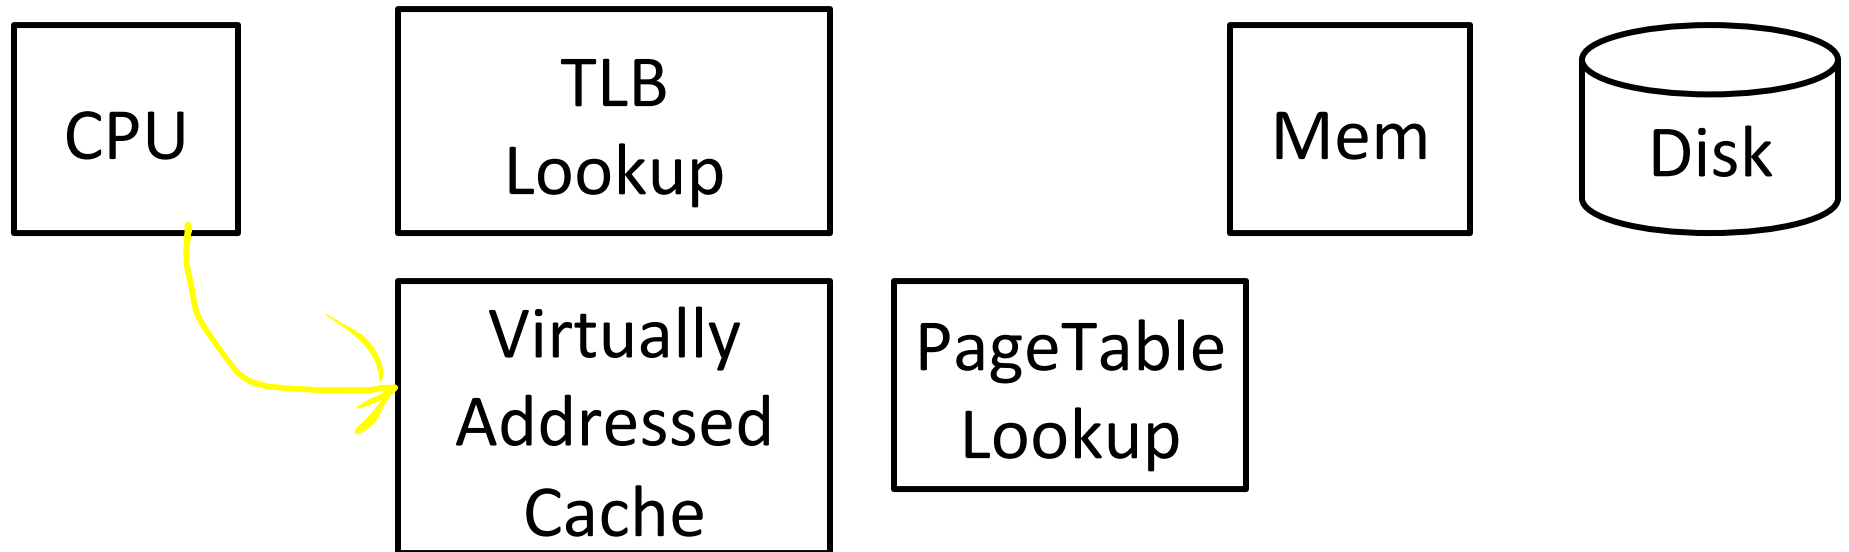 CPU
TLB
Lookup
Mem
Disk
Virtually
Addressed
Cache
PageTable
Lookup